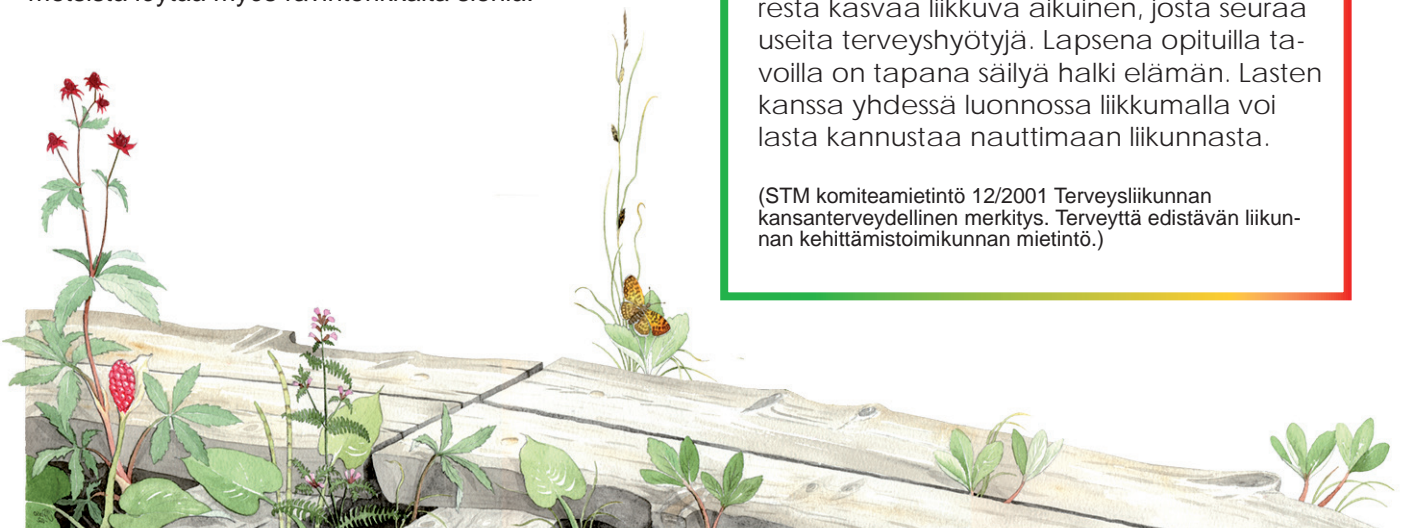 resta kasvaa liikkuva aikuinen, josta seuraa
useita terveyshyötyjä. Lapsena opituilla ta-
voilla on tapana säilyä halki elämän. Lasten
kanssa yhdessä luonnossa liikkumalla voi
lasta kannustaa nauttimaan liikunnasta.
(STM komiteamietintö 12/2001 Terveysliikunnan
kansanterveydellinen merkitys. Terveyttä edistävän liikun-
nan kehittämistoimikunnan mietintö.)